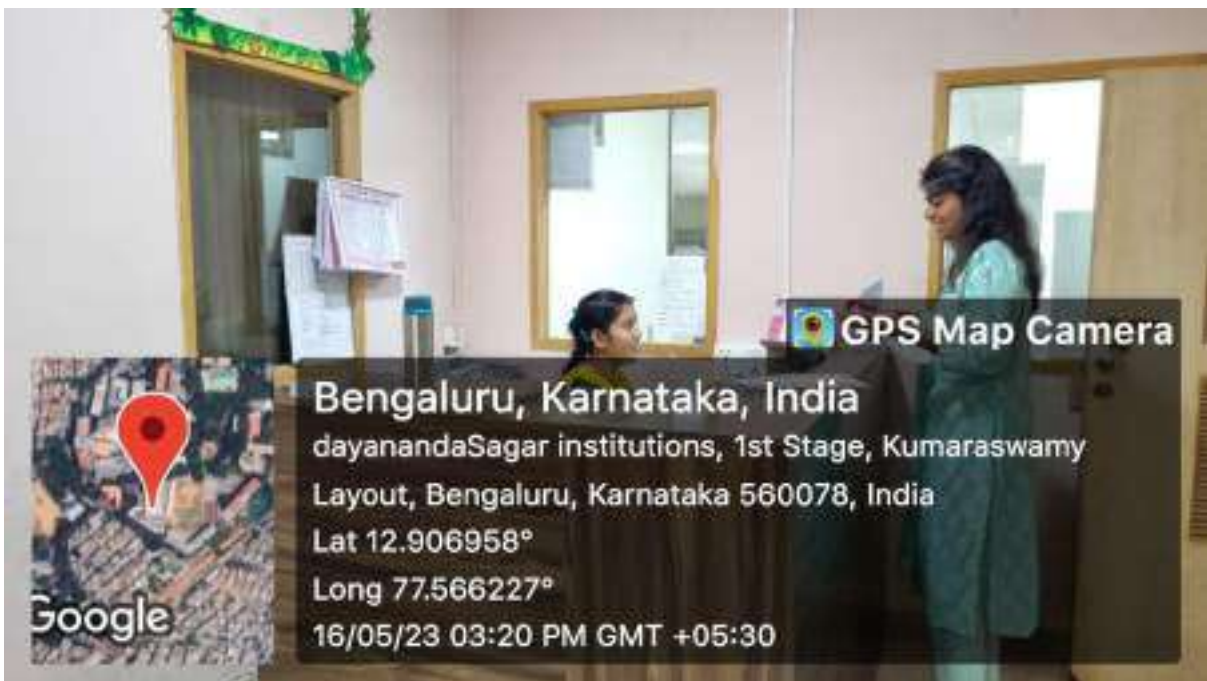 GPS Map Camera
Bengaluru, Karnataka, India
dayanandaSagar institutions, 1st Stage, Kumaraswamy
Layout, Bengaluru, Karnataka 560078, India
Lat 12.906958°
Long 77.566227°
16/05/23 03:20 PM GMT +05:30
Google